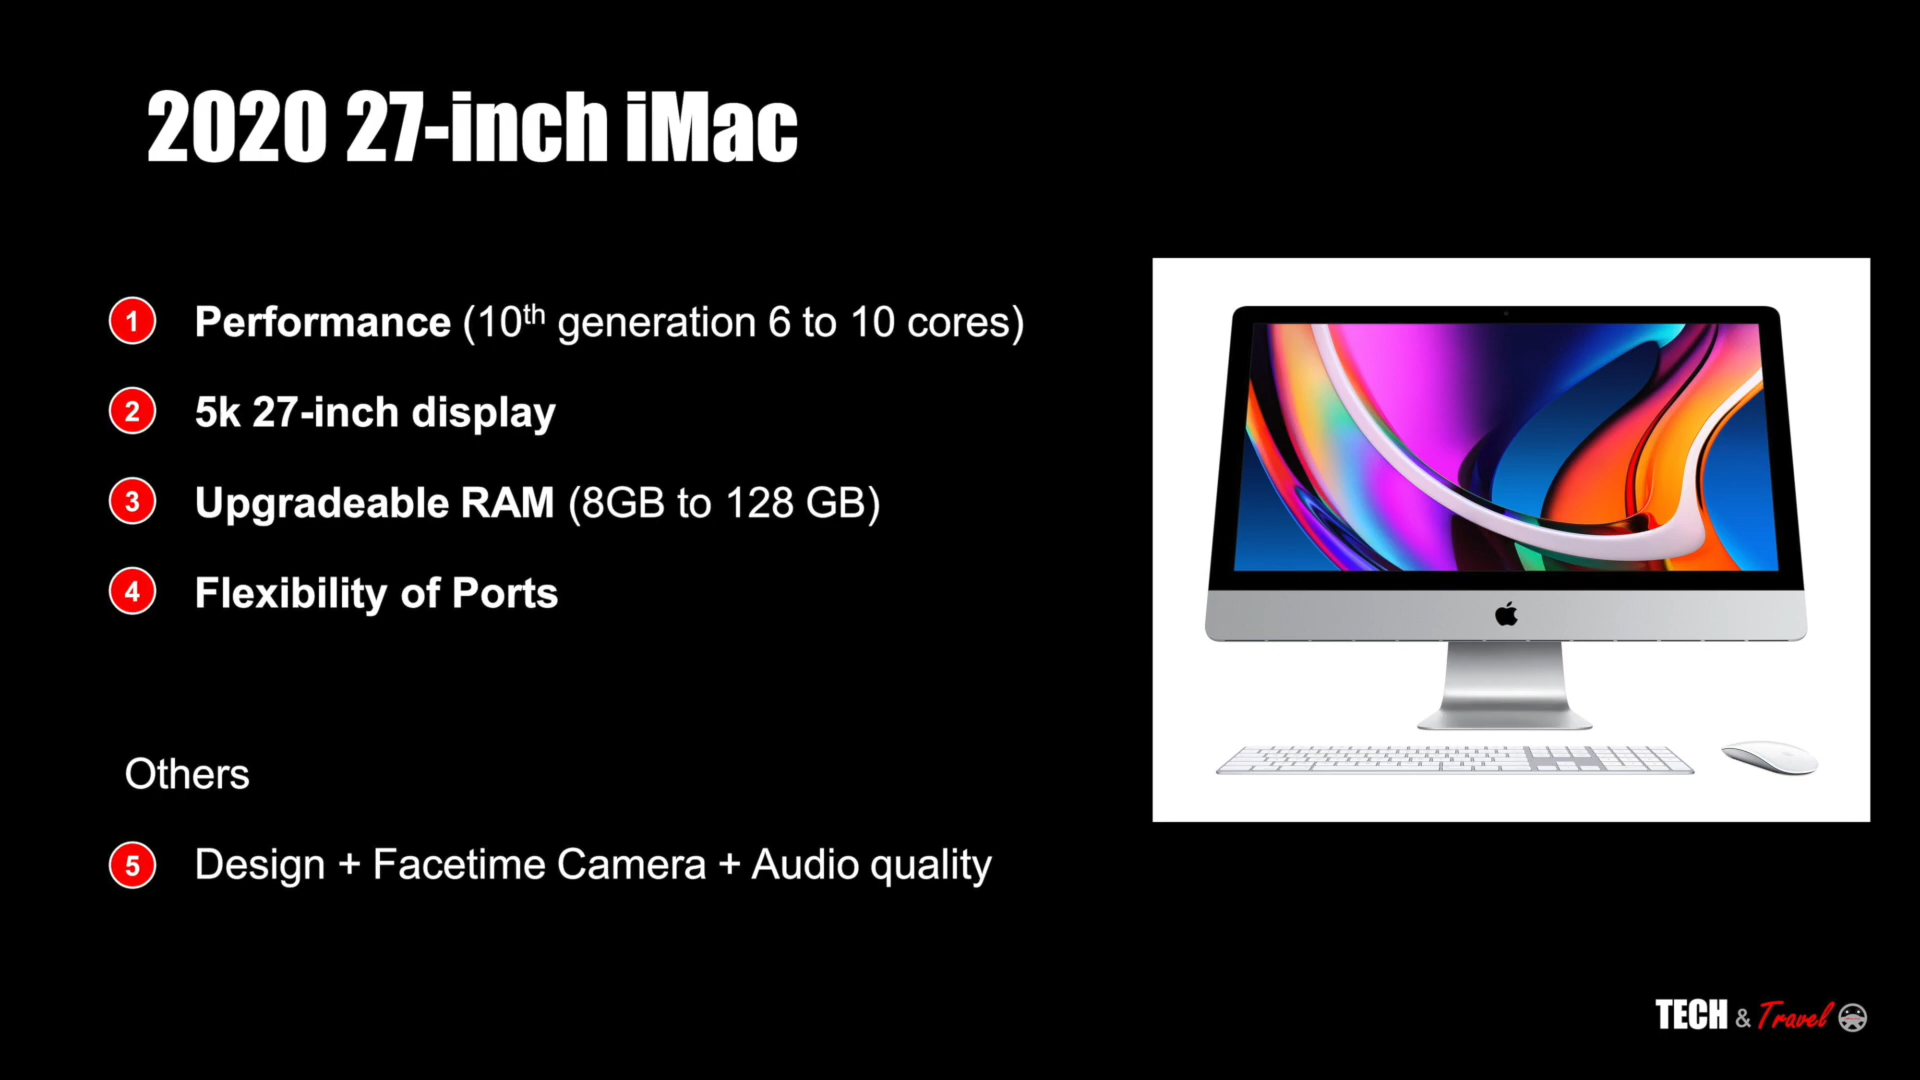 2020 27-inch iMac
1 Performance (10th generation 6 to 10 cores)
2 5k 27-inch display
3 Upgradeable RAM (8GB to 128 GB)
4 Flexibility of Ports
Others
5 Design + Facetime Camera + Audio quality
TECH & Travel